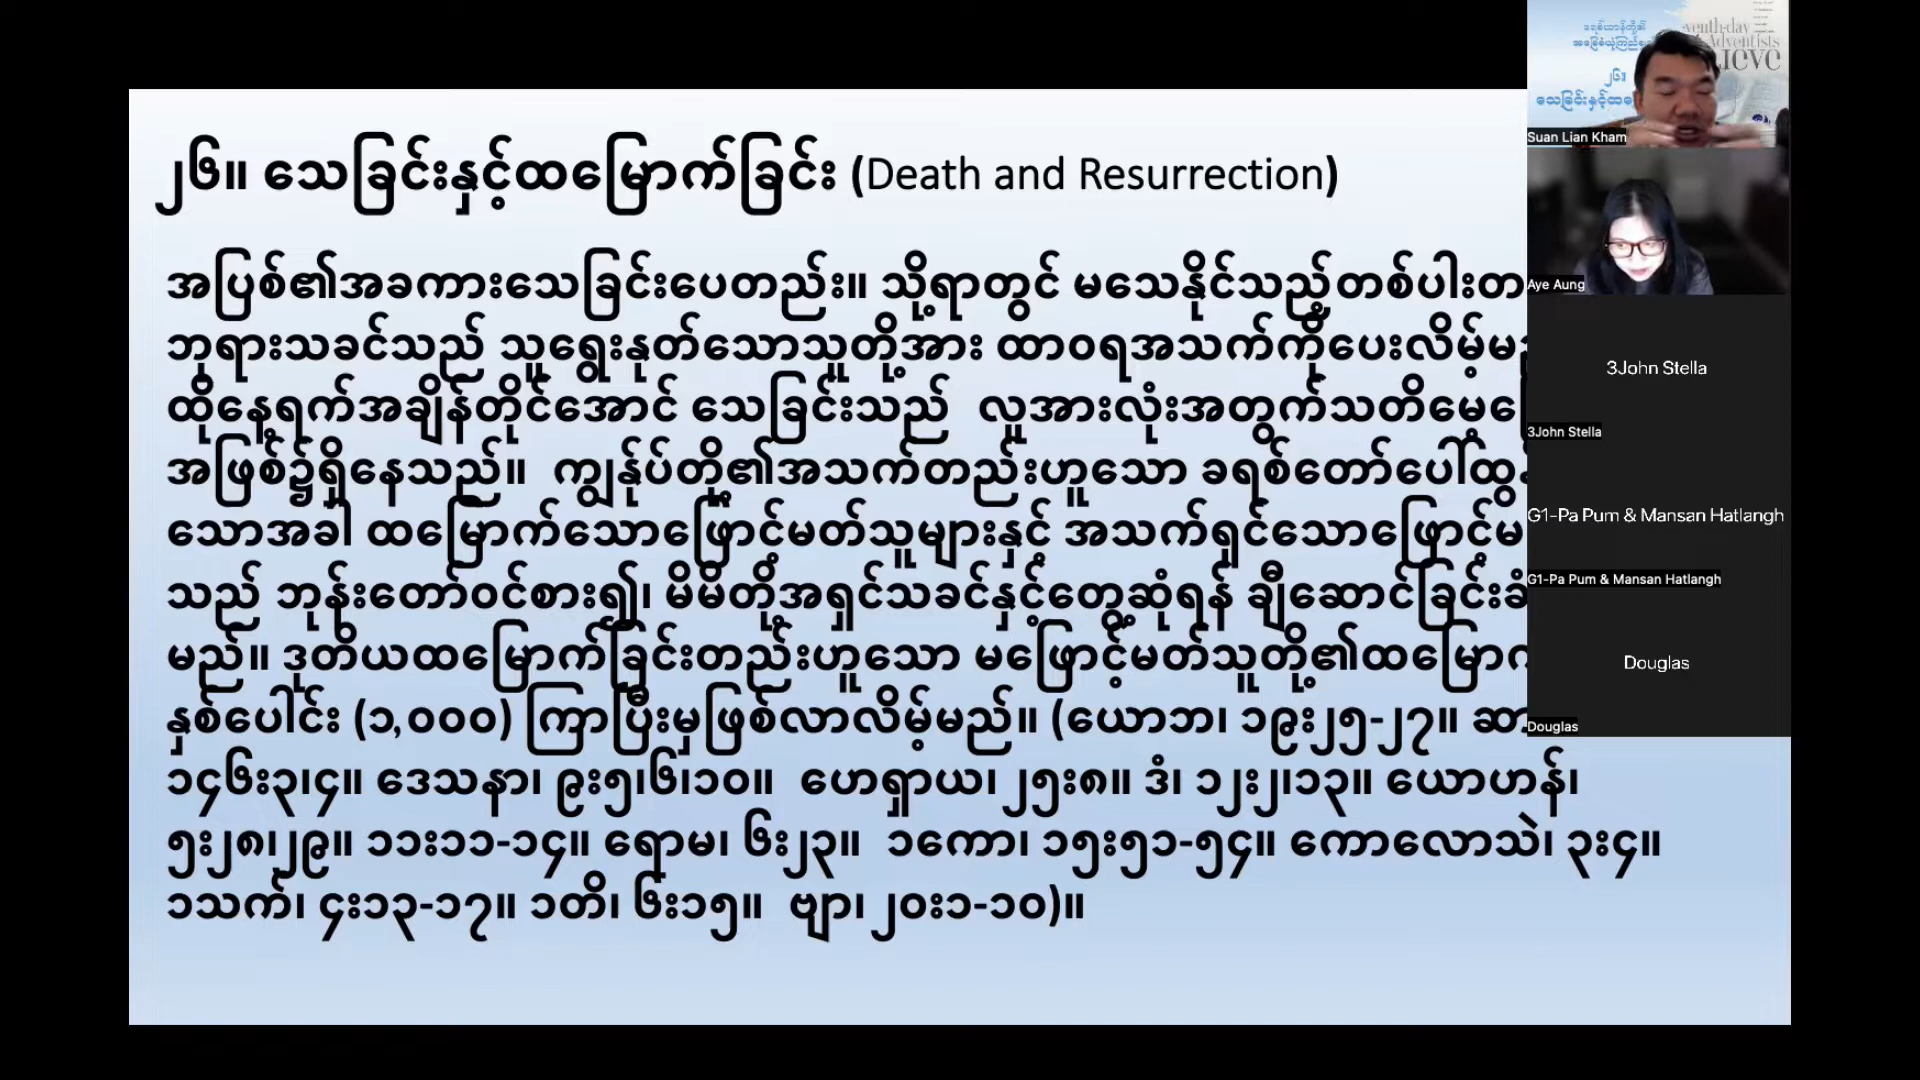 ၂၆။ သေခြင်းနှင့်ထမြောက်ခြင်း (Death and Resurrection)
အပြစ်၏အခကားသေခြင်းပေတည်း။ သို့ရာတွင် မသေနိုင်သည့်တစ်ပါး
ဘုရားသခင်သည် သူရွေးနုတ်သောသူတို့အား ထာဝရအသက်ကိုပေးလိမ့်
ထိုနေ့ရက်အချိန်တိုင်အောင် သေခြင်းသည် လူအားလုံးအတွက်သတိမေ့
အဖြစ်၌ရှိနေသည်။ ကျွန်ုပ်တို့၏အသက်တည်းဟူသော ခရစ်တော်ပေါ်
သောအခါ ထမြောက်သောဖြောင့်မတ်သူများနှင့် အသက်ရှင်သောဖြောင့်
သည် ဘုန်းတော်ဝင်စား၍၊ မိမိတို့အရှင်သခင်နှင့်တွေ့ဆုံရန် ချီဆောင်ခြင်း
မည်။ ဒုတိယထမြောက်ခြင်းတည်းဟူသော မဖြောင့်မတ်သူတို့၏
နှစ်ပေါင်း (၁,၀၀၀) ကြာပြီးမှဖြစ်လာလိမ့်မည်။ (ယောဘ၊ ၁၉း၂၅-၂၇။
၁၄၆း၃၊၄။ ဒေသနာ၊ ၉း၅၊၆၊၁၀။ ဟေရှာယ၊၂၅း၈။ ဒံ၊ ၁၂း၂၊၁၃။ ယောဟန်၊
၅း၂၈၊၂၉။ ၁၁း၁၁-၁၄။ ရောမ၊ ၆း၂၃။ ၁ကော၊ ၁၅း၅၁-၅၄။ ကောလောသဲ၊ ၃း၄။
၁သက်၊ ၄း၁၃-၁၇။ ၁တိ၊ ၆း၁၅။ ဗျာ၊၂၀း၁-၁၀)။
၂၆။
Adventists
Suan Lian Kham
Aye Aung
3John Stella
3John Stella
G1-Pa Pum & Mansan Hatlangh
G1-Pa Pum & Mansan Hatlangh
Douglas
Douglas